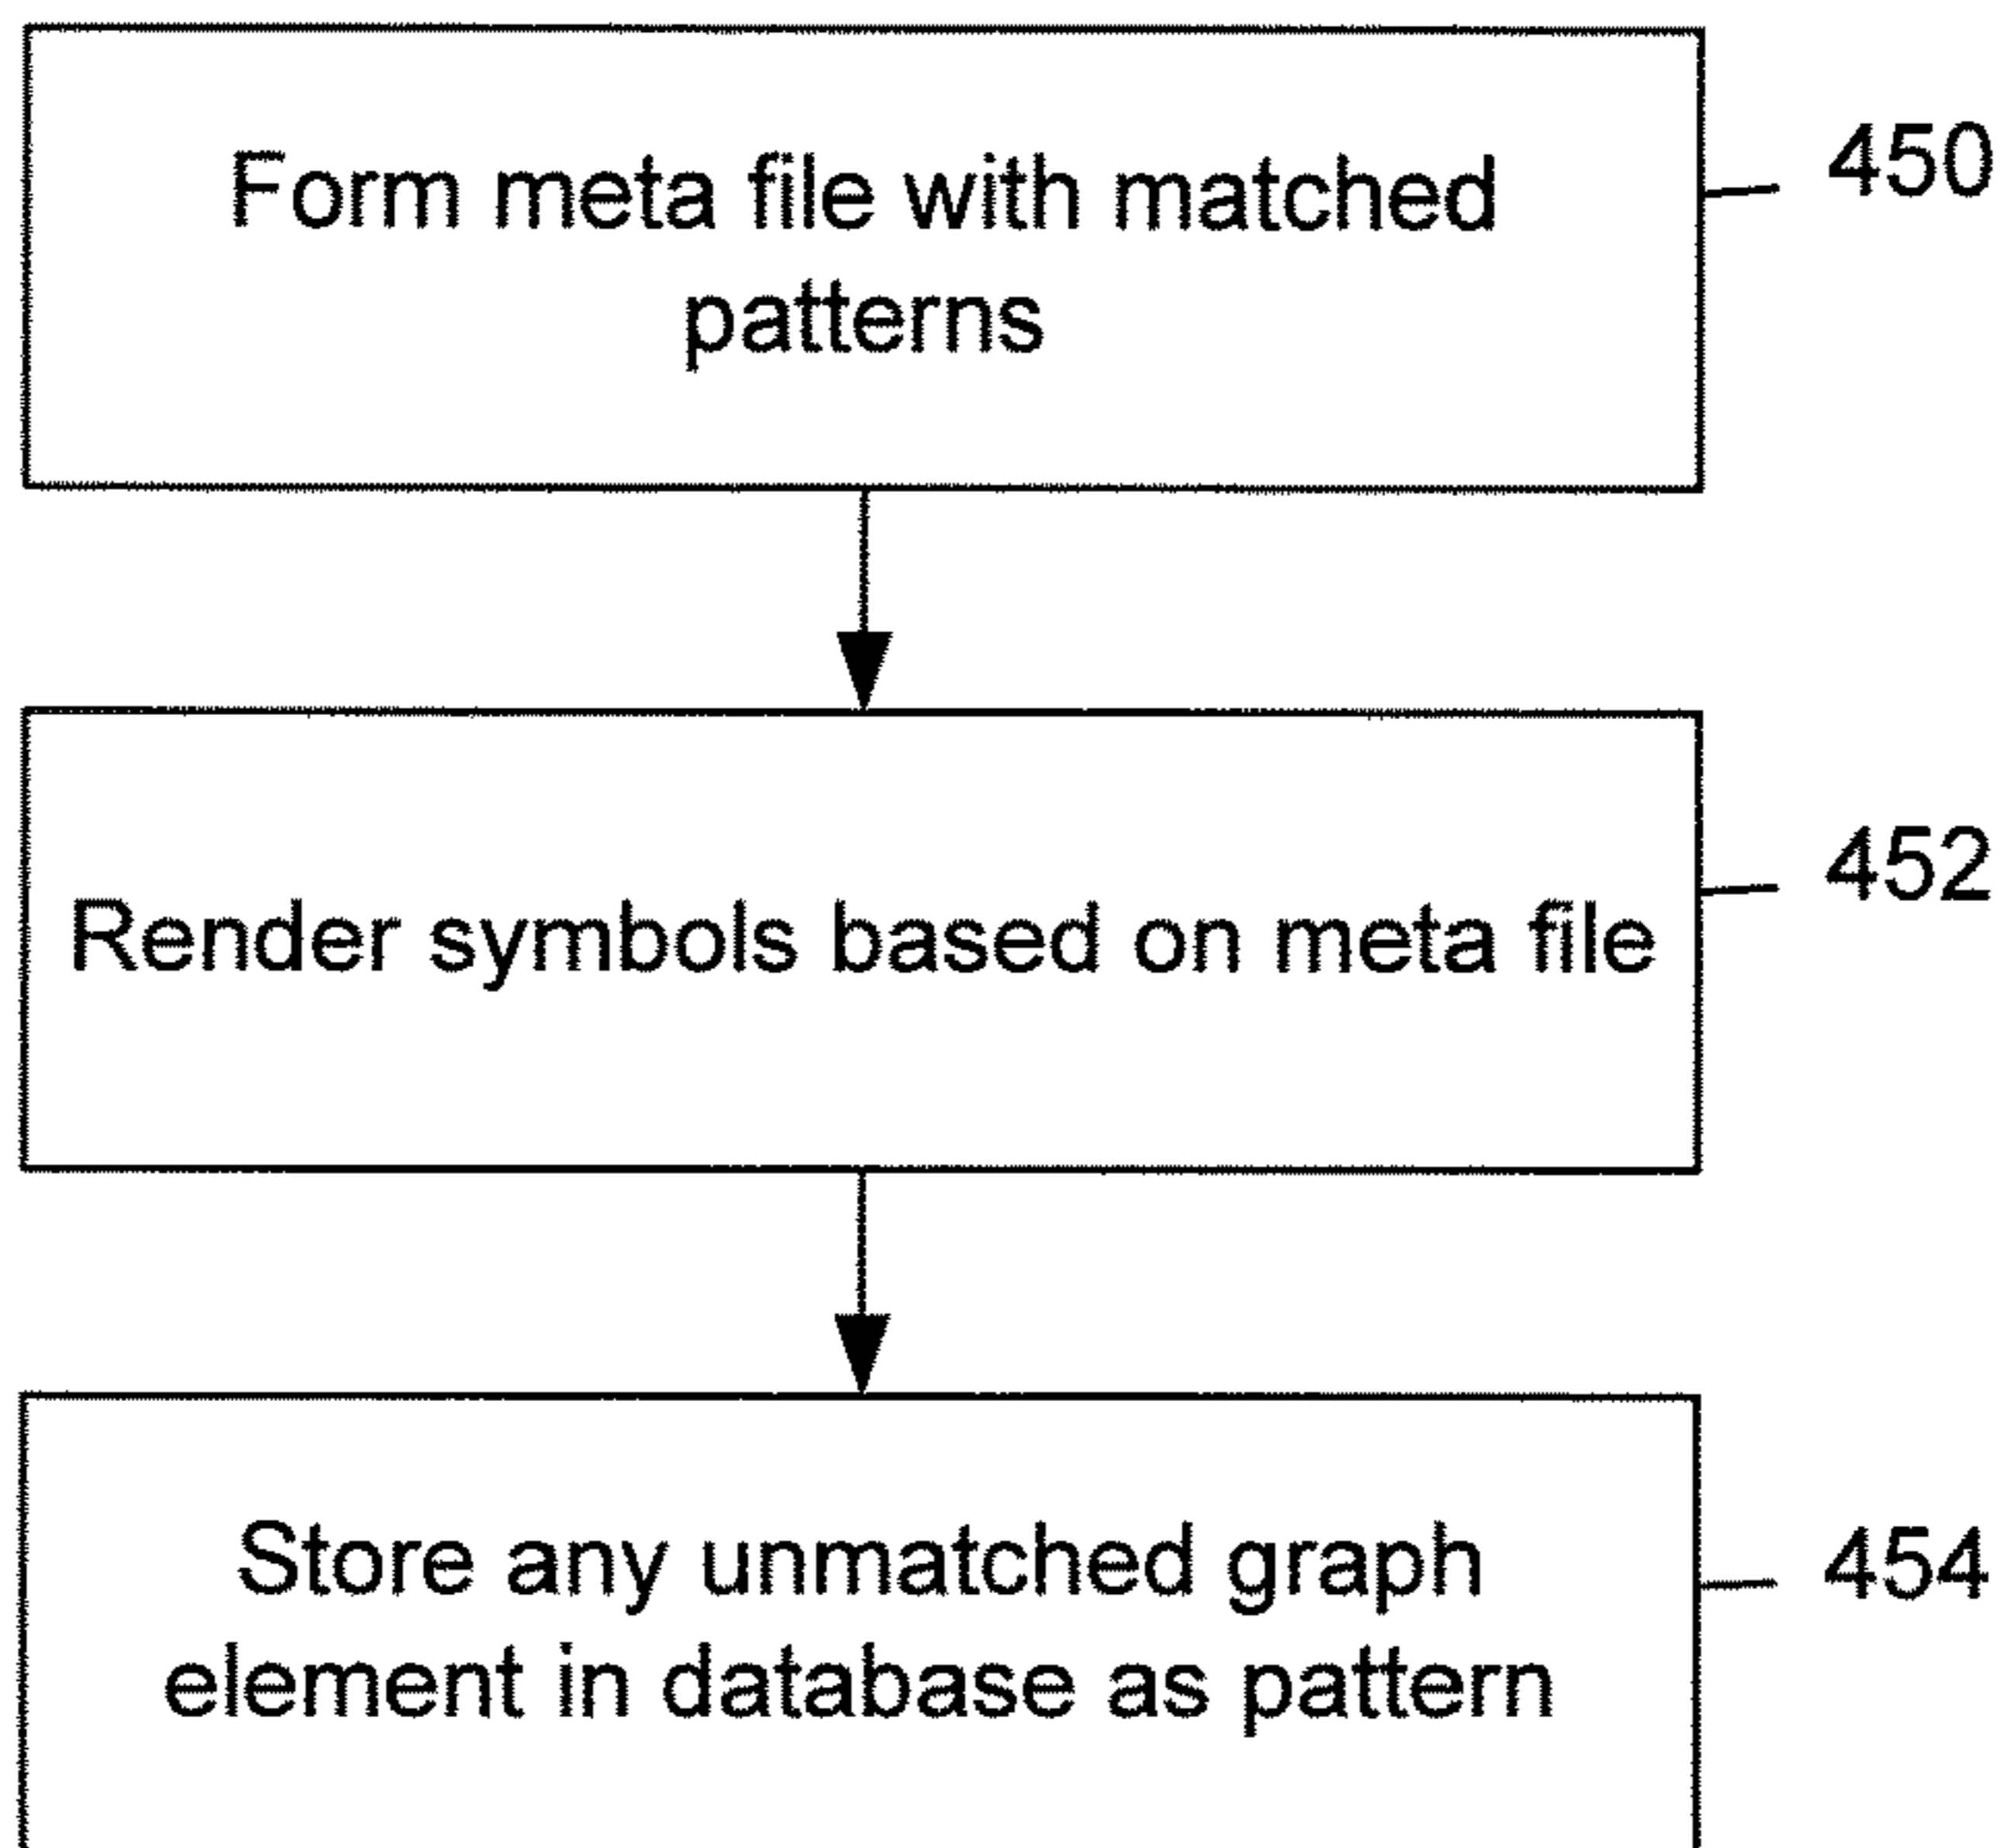 Form meta file with matched
patterns
450
Render symbols based on meta file
452
Store any unmatched graph
element in database as pattern
454